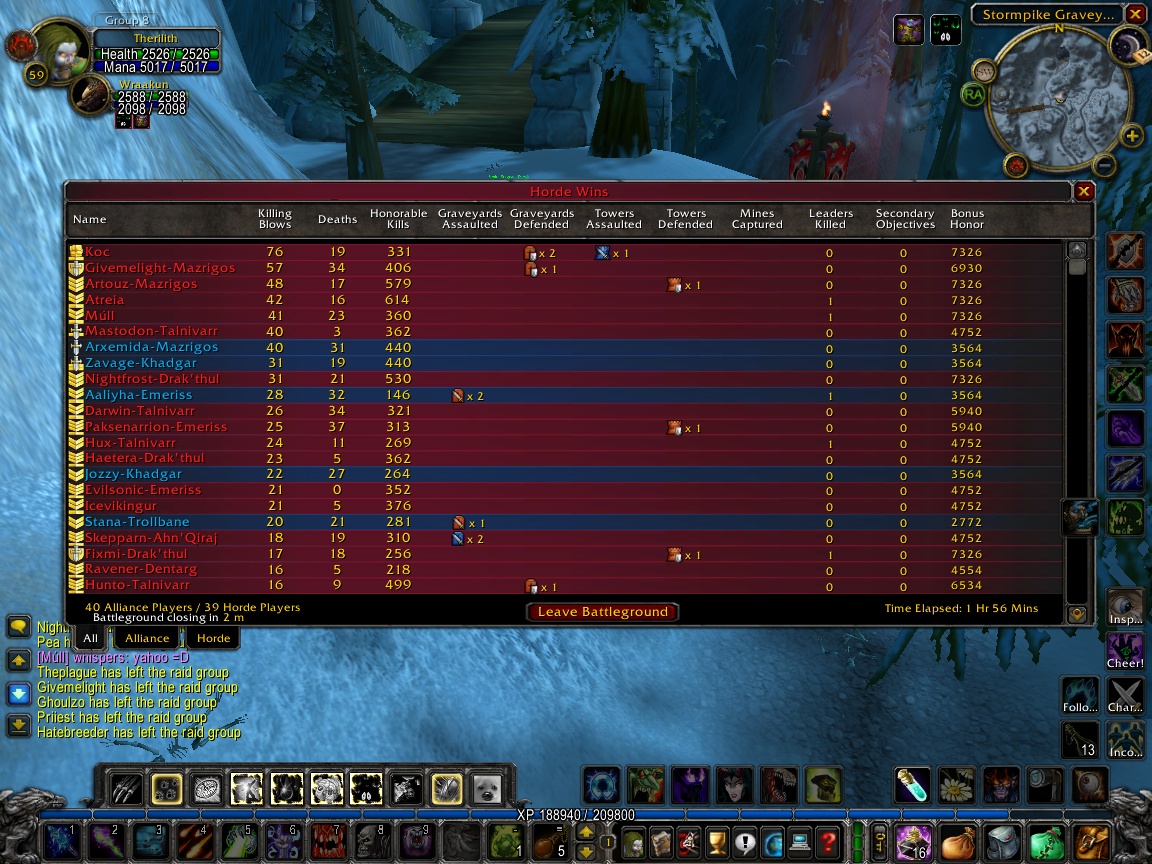 Group 8
Therilith
Health 2526 / 2526
Mana 5017 / 5017
59
Wraakun
2588 / 2588
2098 / 2098
Stormpike Gravey...
N
SW
RA
Horde Wins
Name Killing Blows Deaths Honorable Kills Graveyards Assaulted Graveyards Defended Towers Assaulted Towers Defended Mines Captured Leaders Killed Secondary Objectives Bonus Honor
Koc 76 19 331 x 2 x 1 0 0 7326
Givemelight-Mazrigos 57 34 406 x 1 0 0 6930
Artouz-Mazrigos 48 17 579 x 1 0 0 7326
Atreia 42 16 614 1 0 7326
Múll 41 23 360 1 0 7326
Mastodon-Talnivarr 40 3 362 0 0 4752
Arxemida-Mazrigos 40 31 440 0 0 3564
Zavage-Khadgar 31 19 440 0 0 3564
Nightfrost-Drak'thul 31 21 530 0 0 7326
Aaliyha-Emeriss 28 32 146 x 2 1 0 3564
Darwin-Talnivarr 26 34 321 0 0 5940
Paksenarrion-Emeriss 25 37 313 x 1 0 0 5940
Hux-Talnivarr 24 11 269 1 0 4752
Haetera-Drak'thul 23 5 362 0 0 4752
Jozzy-Khadgar 22 27 264 0 0 3564
Evilsonic-Emeriss 21 0 352 0 0 4752
Icevikingur 21 5 376 0 0 4752
Stana-Trollbane 20 21 281 x 1 0 0 2772
Skepparn-Ahn'Qiraj 18 19 310 x 2 0 0 4752
Fixmi-Drak'thul 17 18 256 x 1 1 0 7326
Ravener-Dentarg 16 5 218 0 0 4554
Hunto-Talnivarr 16 9 499 x 1 0 0 6534
40 Alliance Players / 39 Horde Players
Battleground closing in 2 m
Leave Battleground
Time Elapsed: 1 Hr 56 Mins
All Alliance Horde
[Múll] whispers: yahoo =D
Theplague has left the raid group
Givemelight has left the raid group
Ghoulzo has left the raid group
Priiest has left the raid group
Hatebreeder has left the raid group
Insp...
Cheer!
Follo... Char...
13 Inco...
XP 188940 / 209800
1 2 3 4 5 6 7 8 9
1 5 1 16